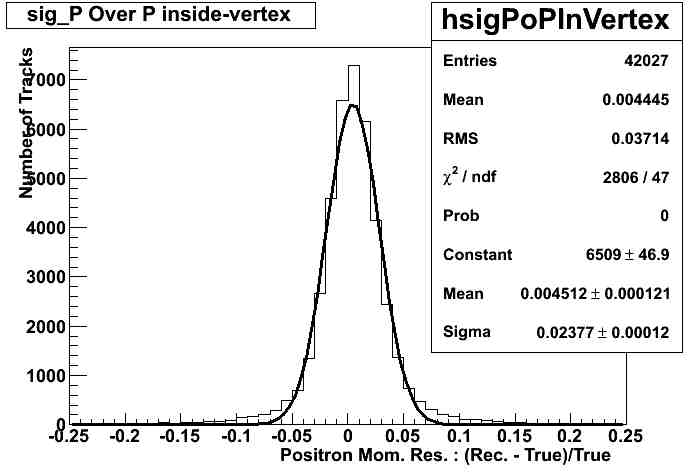 sig_P Over P inside-vertex
hsigPoPInVertex
Entries 42027
Mean 0.004445
RMS 0.03714
χ² / ndf 2806 / 47
Prob 0
Constant 6509 ± 46.9
Mean 0.004512 ± 0.000121
Sigma 0.02377 ± 0.00012
Number of Tracks
7000
6000
5000
4000
3000
2000
1000
0
-0.25 -0.2 -0.15 -0.1 -0.05 0 0.05 0.1 0.15 0.2 0.25
Positron Mom. Res. : (Rec. - True)/True